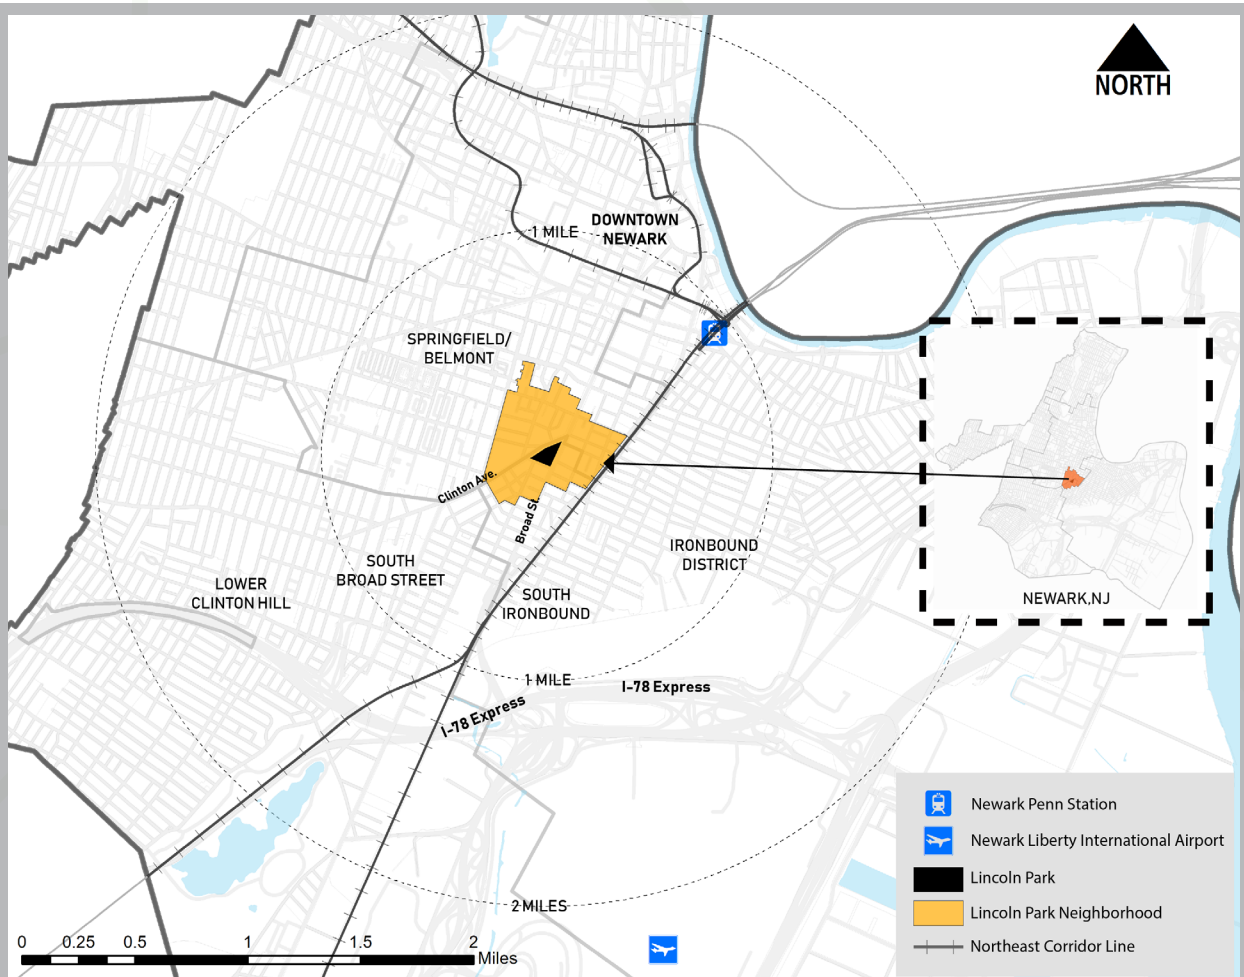 NORTH
DOWNTOWN
NEWARK
1 MILE
SPRINGFIELD/
BELMONT
Clinton Ave.
Broad St.
SOUTH
BROAD STREET
IRONBOUND
DISTRICT
LOWER
CLINTON HILL
SOUTH
IRONBOUND
NEWARK,NJ
1 MILE
I-78 Express
I-78 Express
2 MILES
Newark Penn Station
Newark Liberty International Airport
Lincoln Park
Lincoln Park Neighborhood
Northeast Corridor Line
0 0.25 0.5 1 1.5 2
Miles